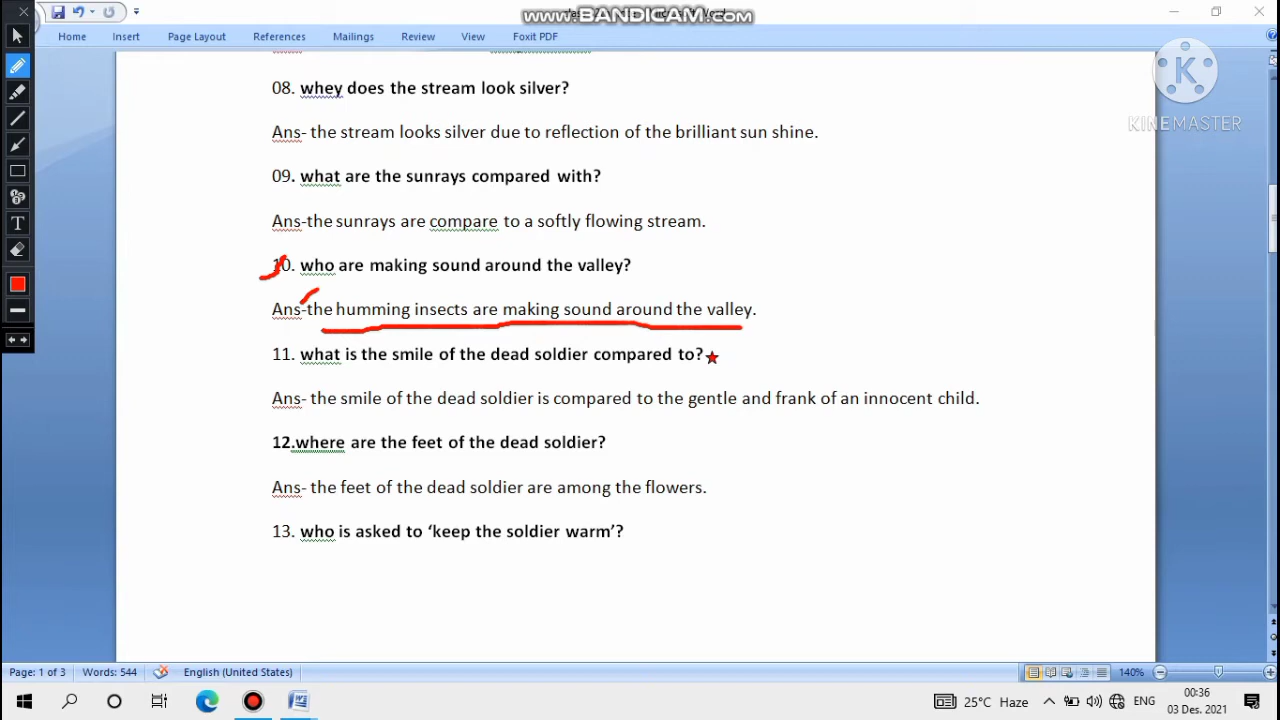 www.BANDICAM.com
Home Insert Page Layout References Mailings Review View Foxit PDF
K
KINEMASTER
08. whey does the stream look silver?
Ans- the stream looks silver due to reflection of the brilliant sun shine.
09. what are the sunrays compared with?
Ans-the sunrays are compare to a softly flowing stream.
10. who are making sound around the valley?
Ans-the humming insects are making sound around the valley.
11. what is the smile of the dead soldier compared to?
Ans- the smile of the dead soldier is compared to the gentle and frank of an innocent child.
12.where are the feet of the dead soldier?
Ans- the feet of the dead soldier are among the flowers.
13. who is asked to ‘keep the soldier warm’?
Page: 1 of 3 Words: 544 English (United States) 140%
25°C Haze ENG 00:36
03 Des. 2021